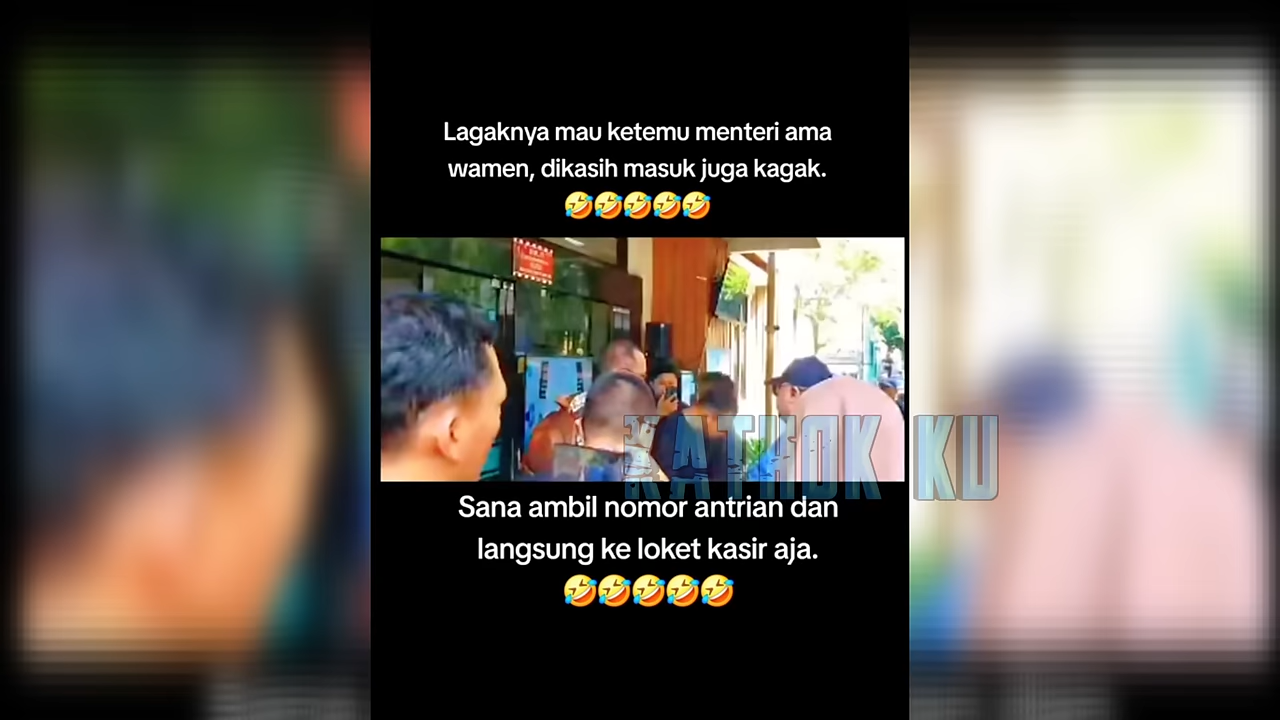 Lagaknya mau ketemu menteri ama
wamen, dikasih masuk juga kagak.
🤣🤣🤣🤣🤣
KATHOK KU
Sana ambil nomor antrian dan
langsung ke loket kasir aja.
🤣🤣🤣🤣🤣